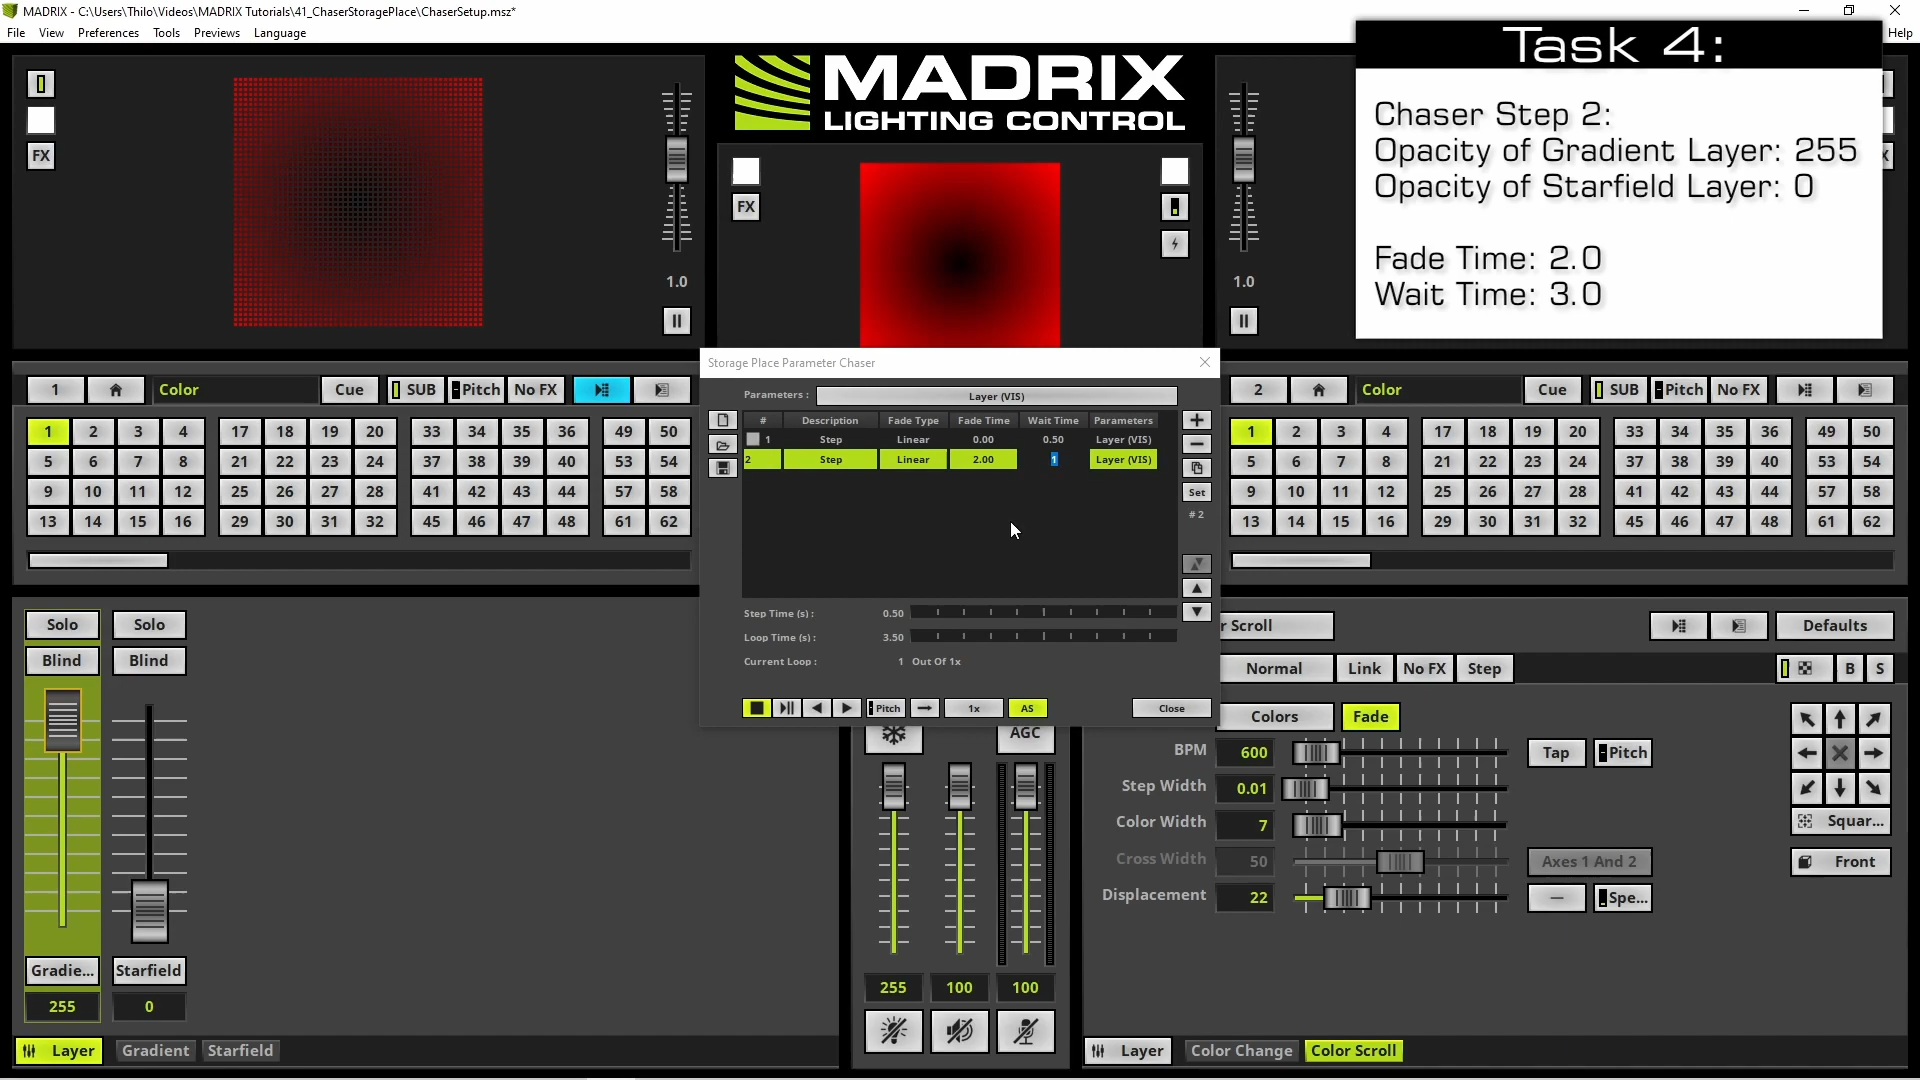 MADRIX - C:\Users\Thilo\Videos\MADRIX Tutorials\41_ChaserStoragePlace\ChaserSetup.msz*
File View Preferences Tools Previews Language
Help
Task 4:
Chaser Step 2:
Opacity of Gradient Layer: 255
Opacity of Starfield Layer: 0
Fade Time: 2.0
Wait Time: 3.0
MADRIX
LIGHTING CONTROL
FX
FX
1.0
1.0
1 Color Cue SUB Pitch No FX
1 2 3 4 17 18 19 20 33 34 35 36 49 50
5 6 7 8 21 22 23 24 37 38 39 40 53 54
9 10 11 12 25 26 27 28 41 42 43 44 57 58
13 14 15 16 29 30 31 32 45 46 47 48 61 62
Storage Place Parameter Chaser
Parameters : Layer (VIS)
# Description Fade Type Fade Time Wait Time Parameters
1 Step Linear 0.00 0.50 Layer (VIS)
2 Step Linear 2.00 1 Layer (VIS)
Set
# 2
Step Time (s) : 0.50
Loop Time (s) : 3.50
Current Loop : 1 Out Of 1x
Pitch 1x AS Close
2 Color Cue SUB Pitch No FX
1 2 3 4 17 18 19 20 33 34 35 36 49 50
5 6 7 8 21 22 23 24 37 38 39 40 53 54
9 10 11 12 25 26 27 28 41 42 43 44 57 58
13 14 15 16 29 30 31 32 45 46 47 48 61 62
Solo Solo
Blind Blind
Gradie... Starfield
255 0
Layer Gradient Starfield
AGC
255 100 100
r Scroll Defaults
Normal Link No FX Step B S
Colors Fade
BPM 600 Tap Pitch
Step Width 0.01
Color Width 7 Squar...
Cross Width 50 Axes 1 And 2 Front
Displacement 22 Spe...
Layer Color Change Color Scroll